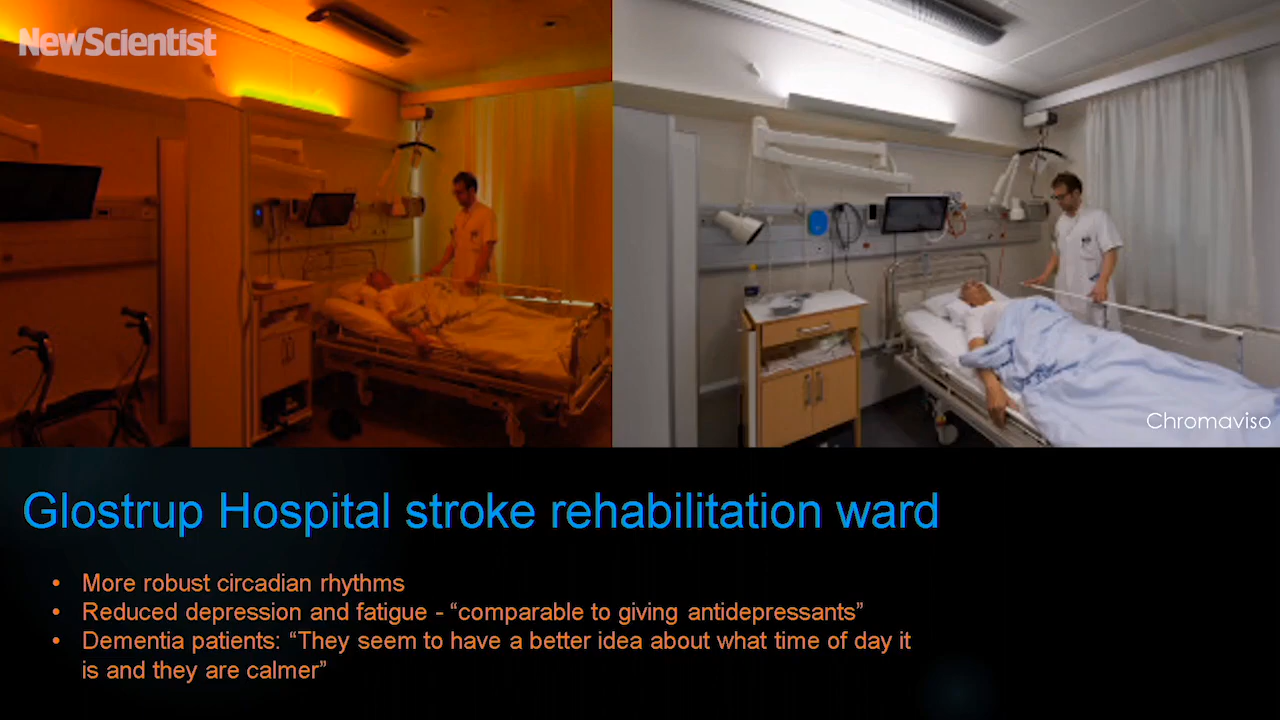 NewScientist
Chromaviso
Glostrup Hospital stroke rehabilitation ward
• More robust circadian rhythms
• Reduced depression and fatigue - “comparable to giving antidepressants”
• Dementia patients: “They seem to have a better idea about what time of day it
is and they are calmer”